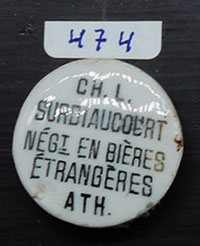 474
CH. L.
SURDIAUCOURT
NÉGT EN BIÈRES
ÉTRANGÈRES
ATH.